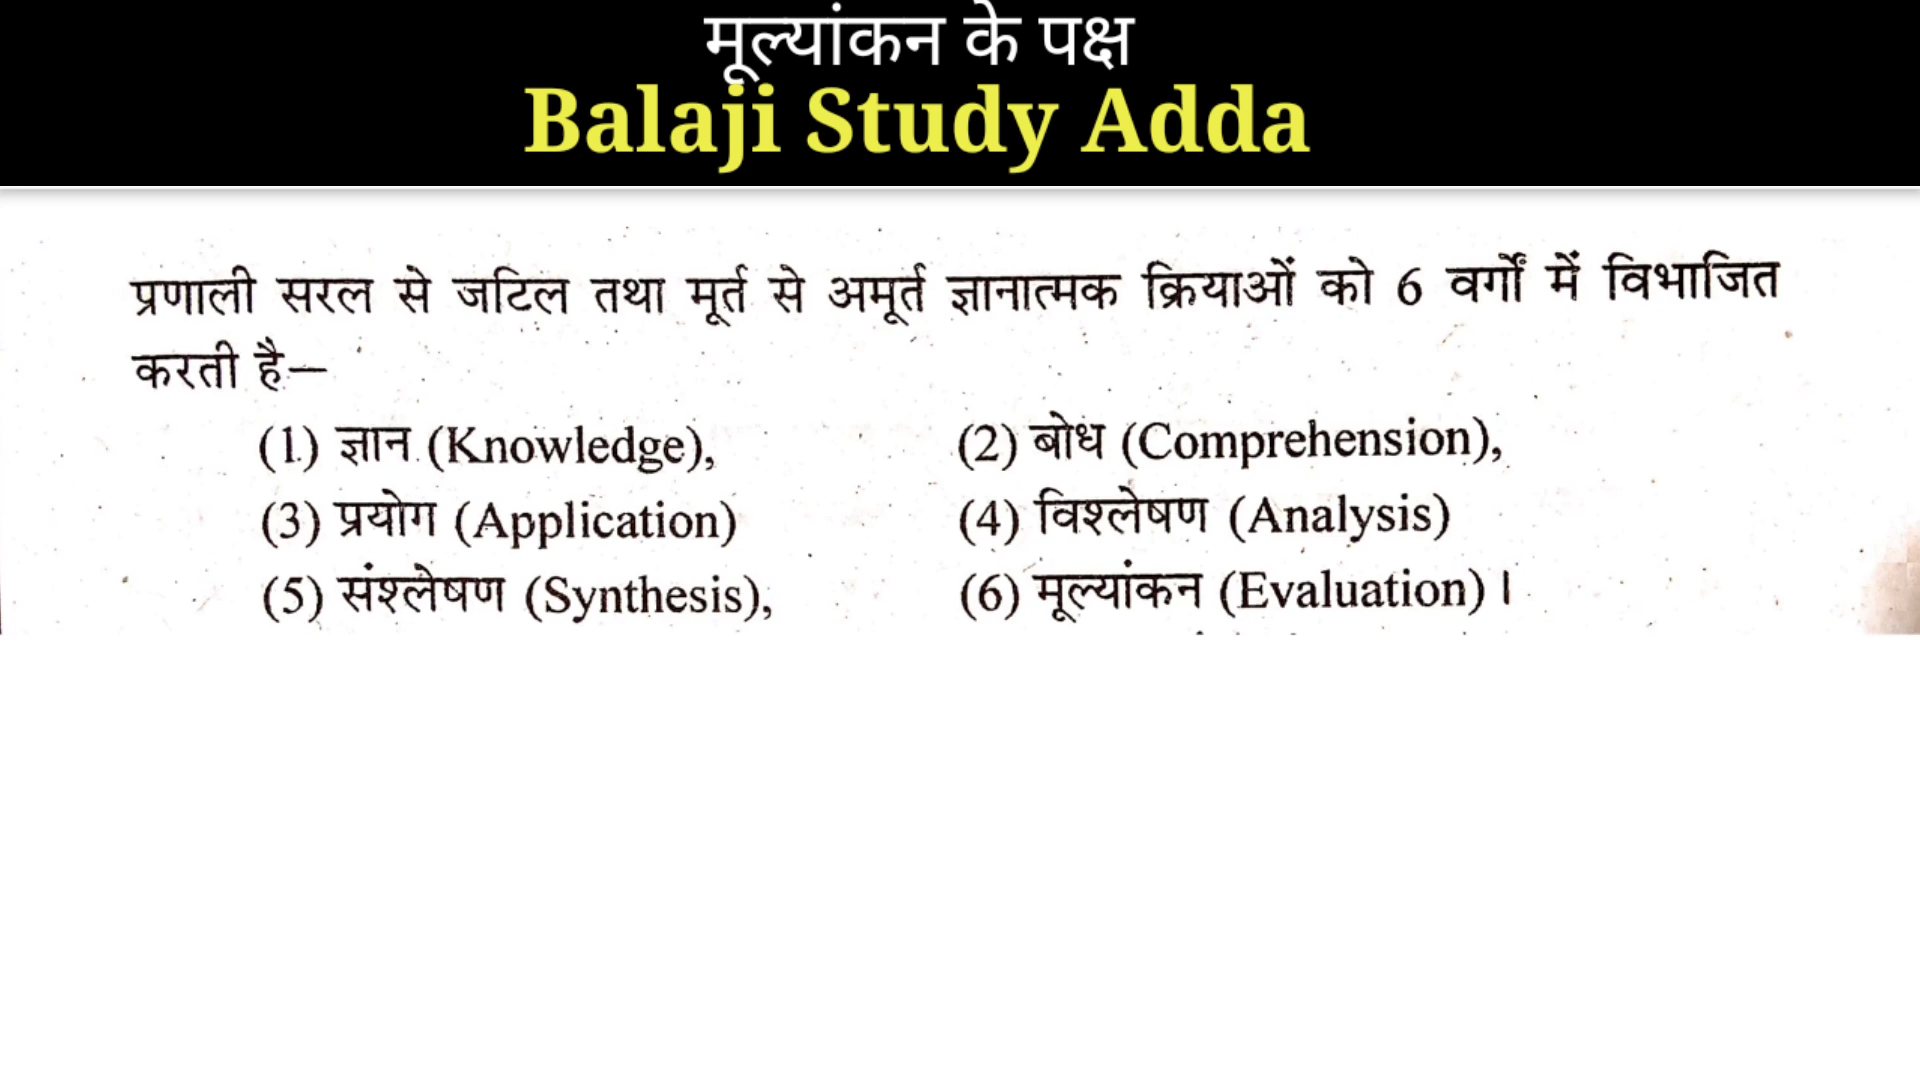 मूल्यांकन के पक्ष
Balaji Study Adda
प्रणाली सरल से जटिल तथा मूर्त से अमूर्त ज्ञानात्मक क्रियाओं को 6 वर्गों में विभाजित
करती है—
(1) ज्ञान (Knowledge), (2) बोध (Comprehension),
(3) प्रयोग (Application) (4) विश्लेषण (Analysis)
(5) संश्लेषण (Synthesis), (6) मूल्यांकन (Evaluation) ।